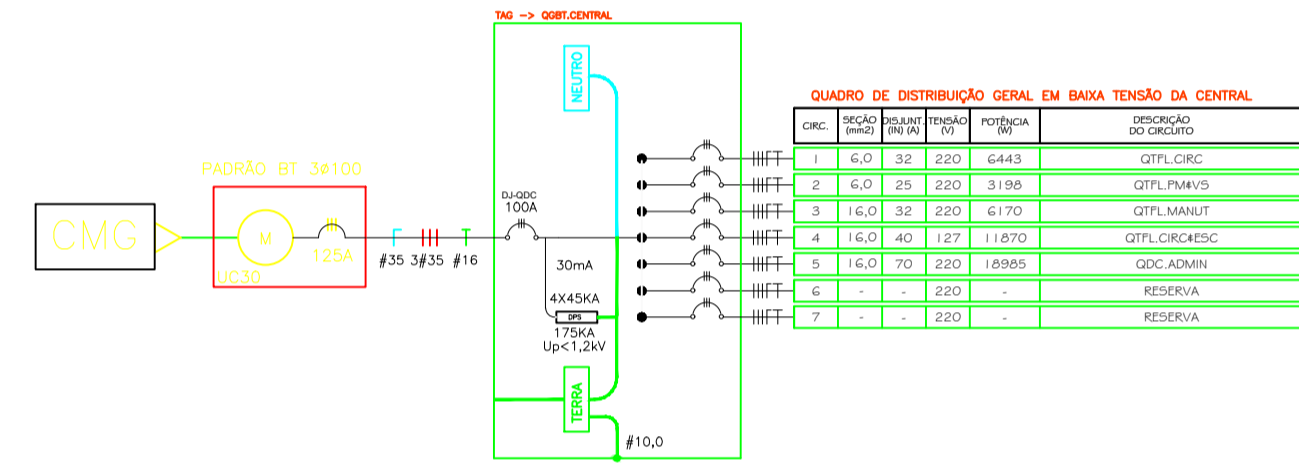 TAG -> QGBT.CENTRAL
NEUTRO
QUADRO DE DISTRIBUIÇÃO GERAL EM BAIXA TENSÃO DA CENTRAL
CIRC. SEÇÃO (mm2) DISJUNT. (IN) (A) TENSÃO (V) POTÊNCIA (W) DESCRIÇÃO DO CIRCUITO
1 6,0 32 220 6443 QTFL.CIRC
2 6,0 25 220 3198 QTFL.PM#VS
3 16,0 32 220 6170 QTFL.MANUT
4 16,0 40 127 11870 QTFL.CIRC#ESC
5 16,0 70 220 18985 QDC.ADMIN
6 - - 220 - RESERVA
7 - - 220 - RESERVA
PADRÃO BT 3ø100
CMG
M
125A
UC30
#35 3#35 #16
DJ-QDC
100A
30mA
4X45KA
DPS
175KA
Up<1,2kV
TERRA
#10,0